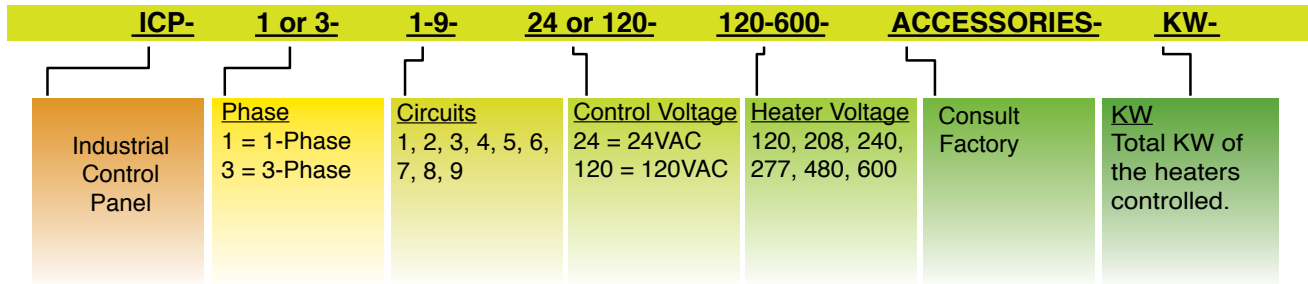 ICP- 1 or 3- 1-9- 24 or 120- 120-600- ACCESSORIES- KW-
Industrial
Control
Panel
Phase
1 = 1-Phase
3 = 3-Phase
Circuits
1, 2, 3, 4, 5, 6,
7, 8, 9
Control Voltage
24 = 24VAC
120 = 120VAC
Heater Voltage
120, 208, 240,
277, 480, 600
Consult
Factory
KW
Total KW of
the heaters
controlled.